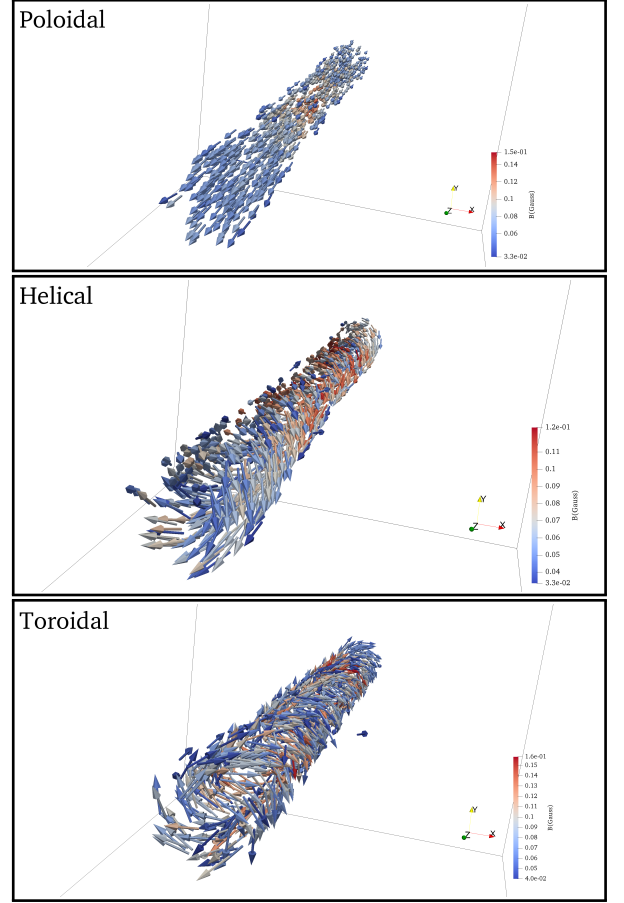 Poloidal
1.5e-01
0.14
0.12
0.1
0.08
0.06
3.3e-02
B(Gauss)
Y
Z
X
Helical
1.2e-01
0.11
0.1
0.09
0.08
0.07
0.06
0.05
0.04
3.3e-02
B(Gauss)
Y
Z
X
Toroidal
1.6e-01
0.15
0.14
0.13
0.12
0.11
0.1
0.09
0.08
0.07
0.06
0.05
4.0e-02
B(Gauss)
Y
Z
X